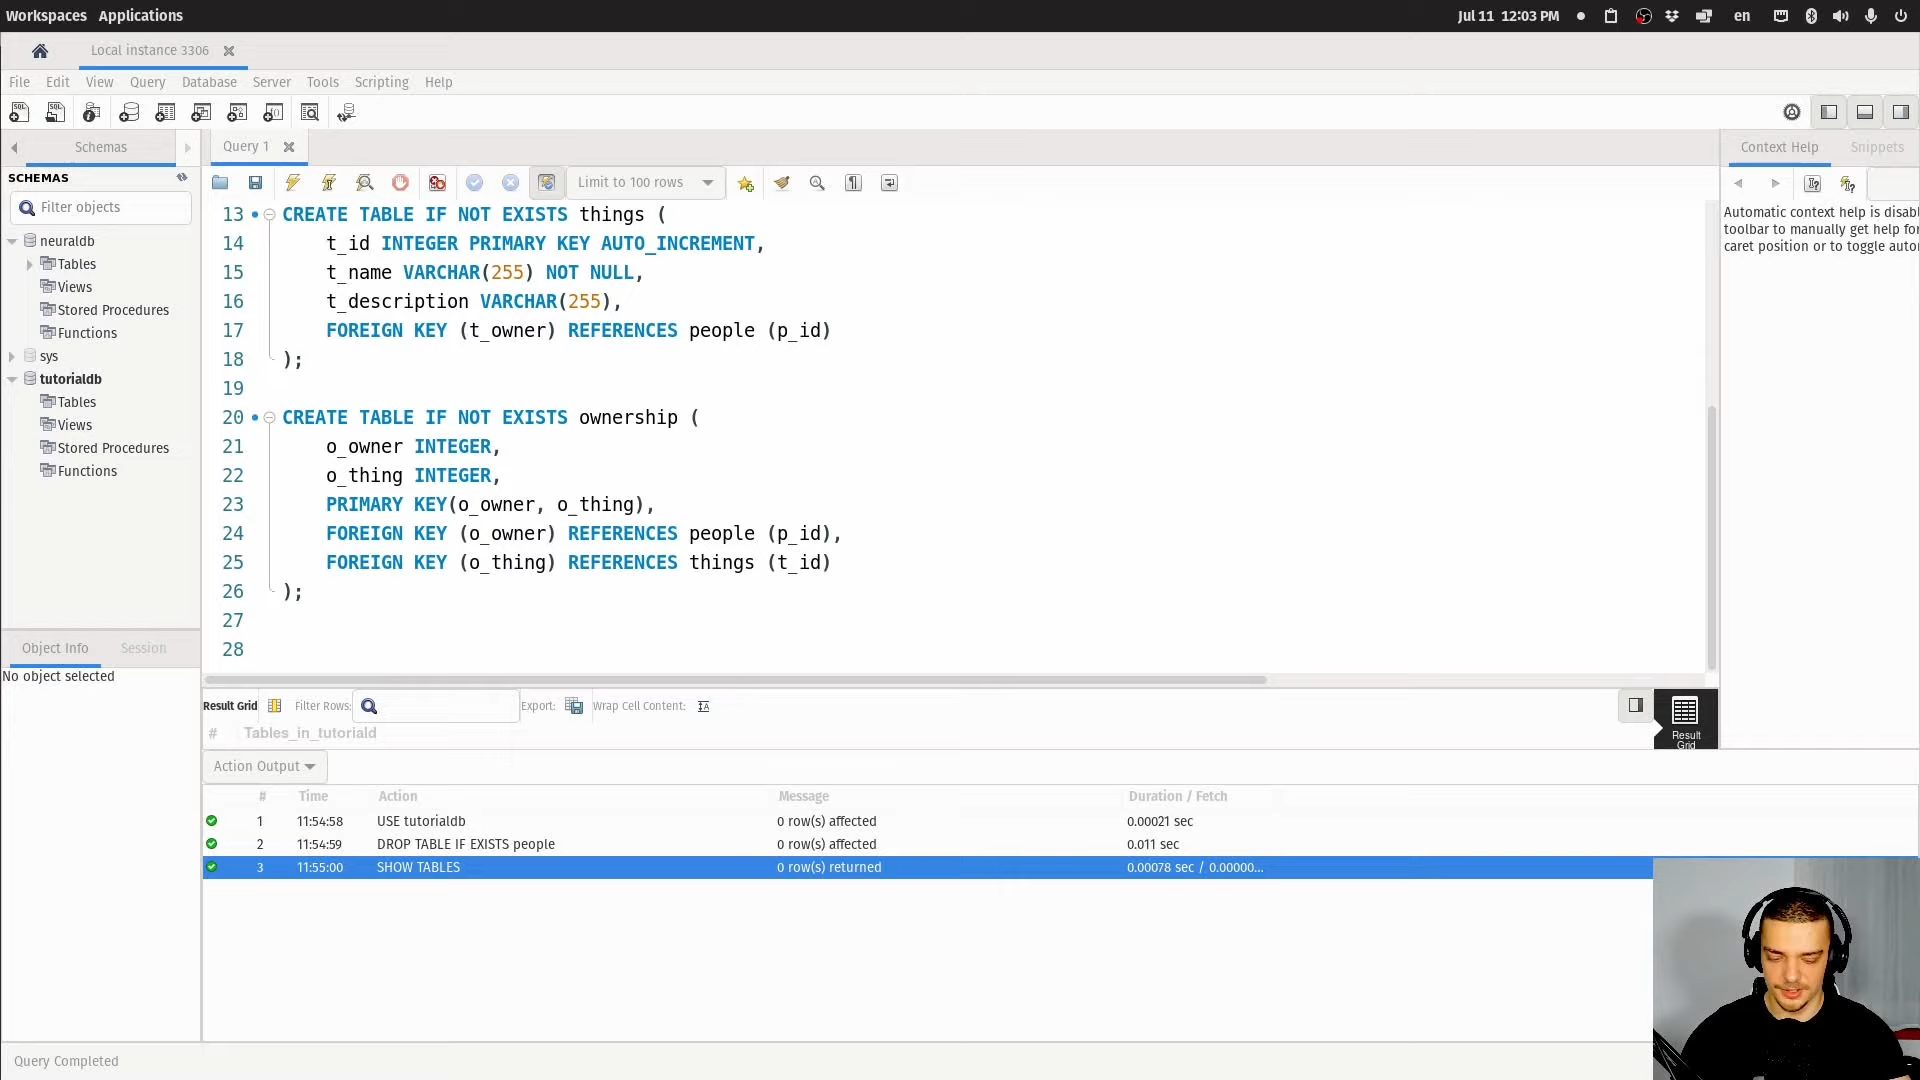 Workspaces Applications Jul 11 12:03 PM en
Local instance 3306
File Edit View Query Database Server Tools Scripting Help
Schemas Query 1 Context Help Snippets
SCHEMAS
Limit to 100 rows
Filter objects
Automatic context help is disabl
toolbar to manually get help for
caret position or to toggle auto
neuraldb
Tables
Views
Stored Procedures
Functions
sys
tutorialdb
Tables
Views
Stored Procedures
Functions
13 CREATE TABLE IF NOT EXISTS things (
14 t_id INTEGER PRIMARY KEY AUTO_INCREMENT,
15 t_name VARCHAR(255) NOT NULL,
16 t_description VARCHAR(255),
17 FOREIGN KEY (t_owner) REFERENCES people (p_id)
18 );
19
20 CREATE TABLE IF NOT EXISTS ownership (
21 o_owner INTEGER,
22 o_thing INTEGER,
23 PRIMARY KEY(o_owner, o_thing),
24 FOREIGN KEY (o_owner) REFERENCES people (p_id),
25 FOREIGN KEY (o_thing) REFERENCES things (t_id)
26 );
27
28
Object Info Session
No object selected
Result Grid Filter Rows: Export: Wrap Cell Content:
# Tables_in_tutoriald
Result
Grid
Action Output
# Time Action Message Duration / Fetch
1 11:54:58 USE tutorialdb 0 row(s) affected 0.00021 sec
2 11:54:59 DROP TABLE IF EXISTS people 0 row(s) affected 0.011 sec
3 11:55:00 SHOW TABLES 0 row(s) returned 0.00078 sec / 0.00000...
Query Completed